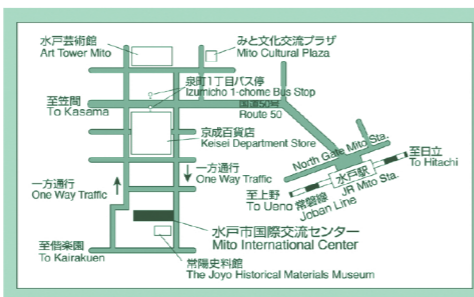 水戸芸術館
Art Tower Mito
みと文化交流プラザ
Mito Cultural Plaza
泉町1丁目バス停
Izumicho 1-chome Bus Stop
至笠間
To Kasama
国道50号
Route 50
京成百貨店
Keisei Department Store
North Gate Mito Sta.
至日立
To Hitachi
水戸駅
JR Mito Sta.
一方通行
One Way Traffic
一方通行
One Way Traffic
至上野
To Ueno
常磐線
Joban Line
水戸市国際交流センター
Mito International Center
至偕楽園
To Kairakuen
常陽史料館
The Joyo Historical Materials Museum